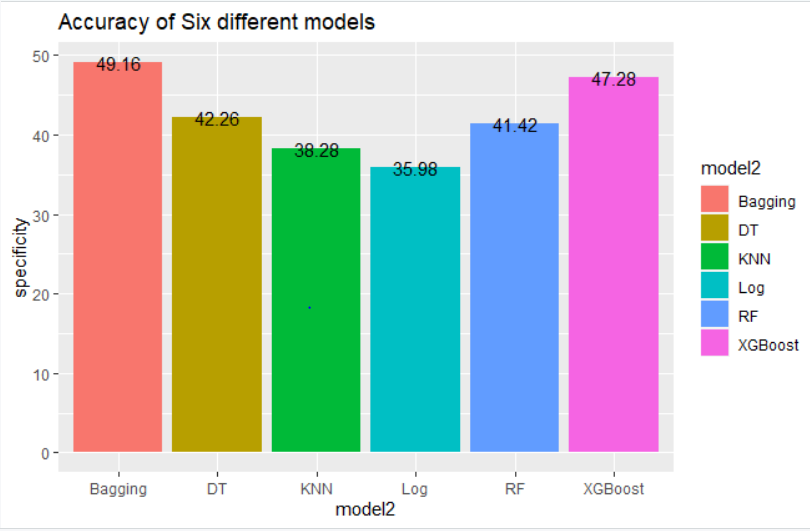 Accuracy of Six different models
50
40
30
20
10
0
specificity
49.16
42.26
38.28
35.98
41.42
47.28
Bagging
DT
KNN
Log
RF
XGBoost
model2
model2
Bagging
DT
KNN
Log
RF
XGBoost